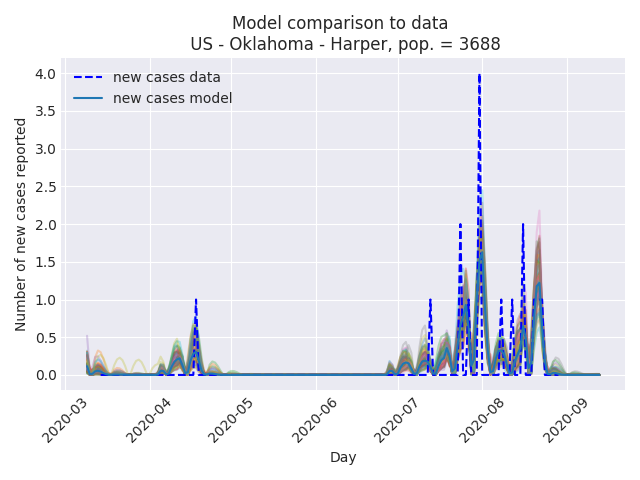 Model comparison to data
US - Oklahoma - Harper, pop. = 3688
new cases data
new cases model
Number of new cases reported
4.0
3.5
3.0
2.5
2.0
1.5
1.0
0.5
0.0
2020-03
2020-04
2020-05
2020-06
2020-07
2020-08
2020-09
Day